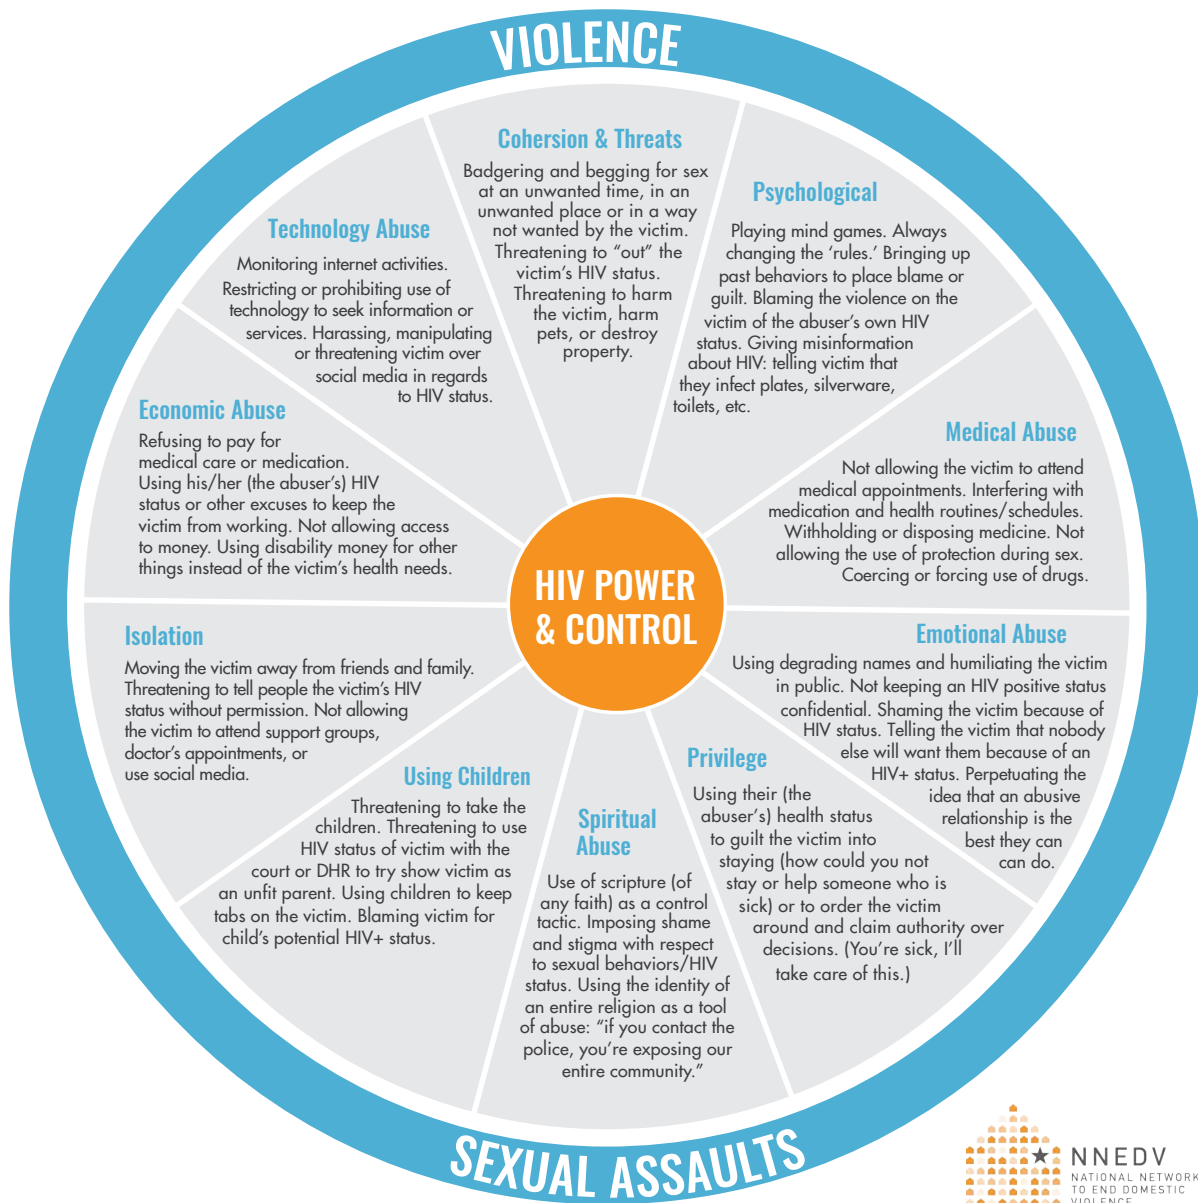 VIOLENCE
Cohersion & Threats
Badgering and begging for sex
at an unwanted time, in an
unwanted place or in a way
not wanted by the victim.
Threatening to “out” the
victim’s HIV status.
Threatening to harm
the victim, harm
pets, or destroy
property.
Psychological
Playing mind games. Always
changing the ‘rules.’ Bringing up
past behaviors to place blame or
guilt. Blaming the violence on the
victim of the abuser’s own HIV
status. Giving misinformation
about HIV: telling victim that
they infect plates, silverware,
toilets, etc.
Medical Abuse
Not allowing the victim to attend
medical appointments. Interfering with
medication and health routines/schedules.
Withholding or disposing medicine. Not
allowing the use of protection during sex.
Coercing or forcing use of drugs.
Emotional Abuse
Using degrading names and humiliating the victim
in public. Not keeping an HIV positive status
confidential. Shaming the victim because of
HIV status. Telling the victim that nobody
else will want them because of an
HIV+ status. Perpetuating the
idea that an abusive
relationship is the
best they can
can do.
Privilege
Using their (the
abuser’s) health status
to guilt the victim into
staying (how could you not
stay or help someone who is
sick) or to order the victim
around and claim authority over
decisions. (You’re sick, I’ll
take care of this.)
Spiritual
Abuse
Use of scripture (of
any faith) as a control
tactic. Imposing shame
and stigma with respect
to sexual behaviors/HIV
status. Using the identity of
an entire religion as a tool
of abuse: “if you contact the
police, you’re exposing our
entire community.”
Using Children
Threatening to take the
children. Threatening to use
HIV status of victim with the
court or DHR to try show victim as
an unfit parent. Using children to keep
tabs on the victim. Blaming victim for
child’s potential HIV+ status.
Isolation
Moving the victim away from friends and family.
Threatening to tell people the victim’s HIV
status without permission. Not allowing
the victim to attend support groups,
doctor’s appointments, or
use social media.
Economic Abuse
Refusing to pay for
medical care or medication.
Using his/her (the abuser’s) HIV
status or other excuses to keep the
victim from working. Not allowing access
to money. Using disability money for other
things instead of the victim’s health needs.
Technology Abuse
Monitoring internet activities.
Restricting or prohibiting use of
technology to seek information or
services. Harassing, manipulating
or threatening victim over
social media in regards
to HIV status.
HIV POWER
& CONTROL
SEXUAL ASSAULTS
NNEDV
NATIONAL NETWORK
TO END DOMESTIC
VIOLENCE